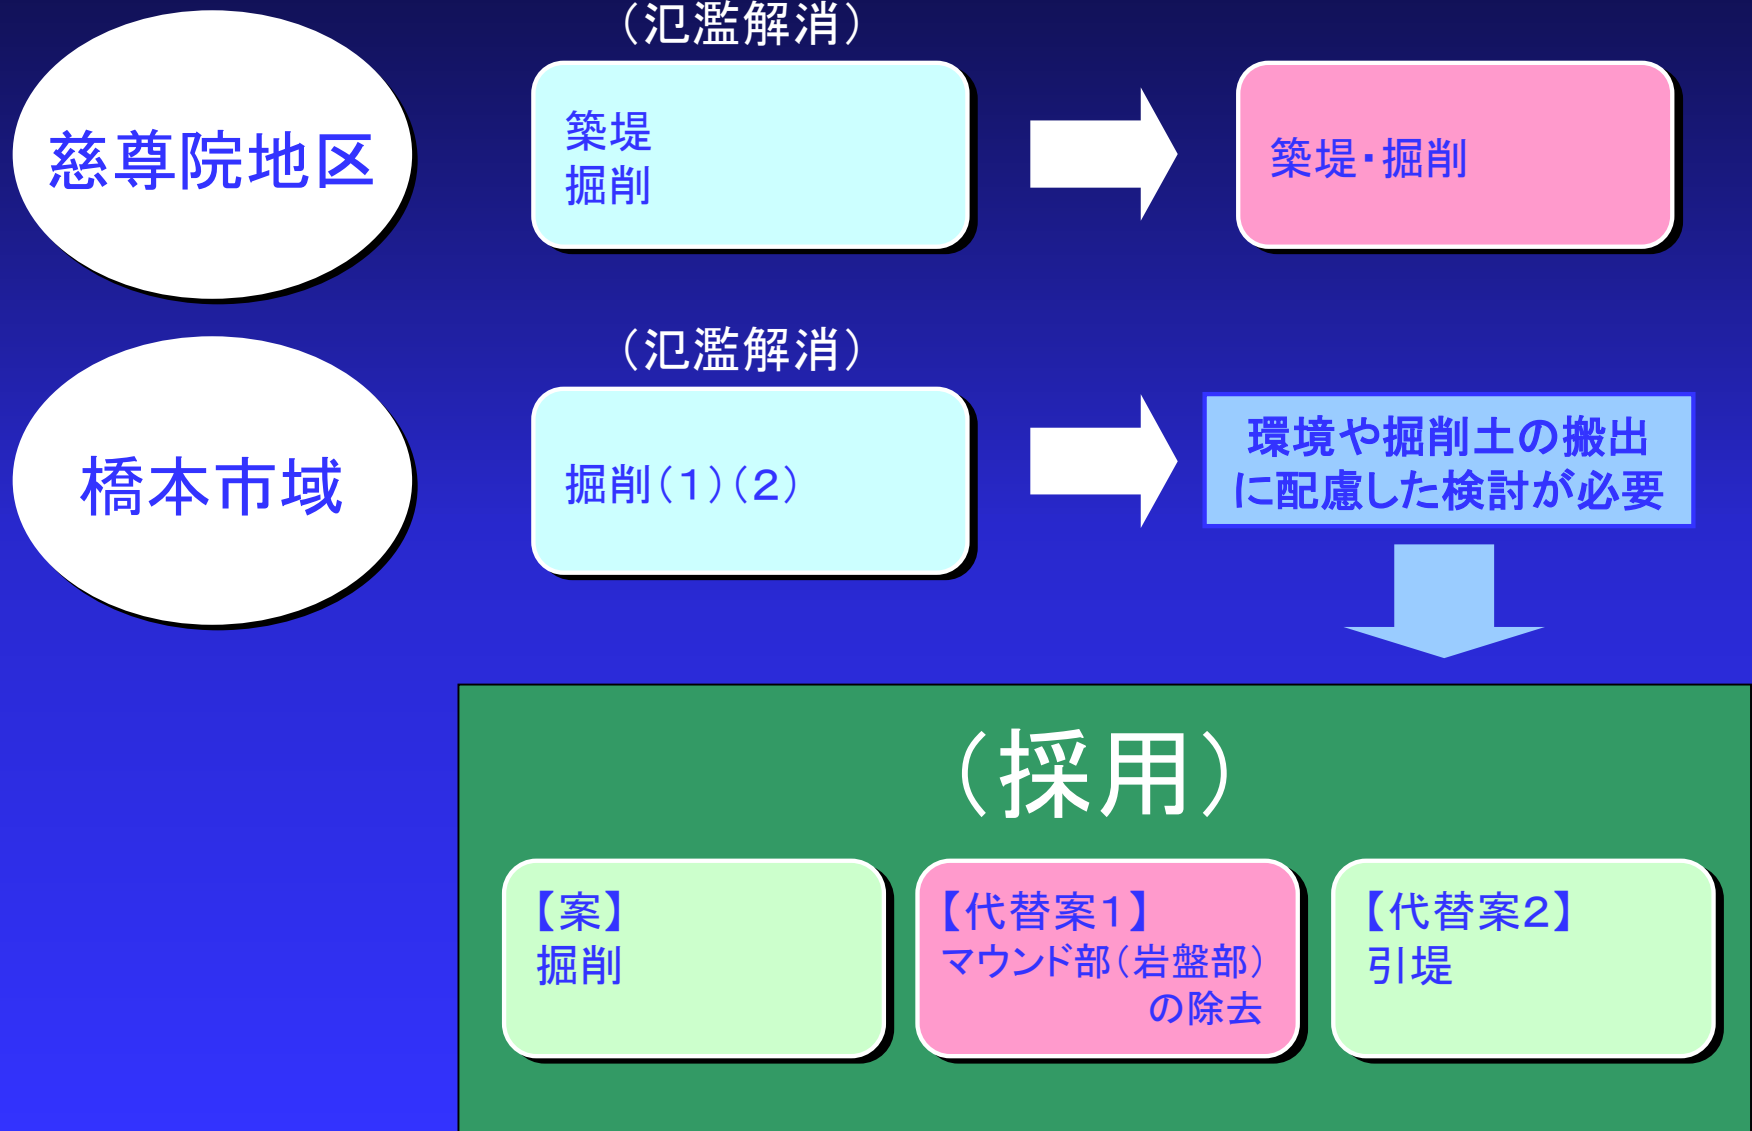 （氾濫解消）
慈尊院地区
築堤
掘削
築堤・掘削
（氾濫解消）
橋本市域
掘削（１）（２）
環境や掘削土の搬出
に配慮した検討が必要
（採用）
【案】
掘削
【代替案１】
マウンド部（岩盤部）
の除去
【代替案２】
引堤